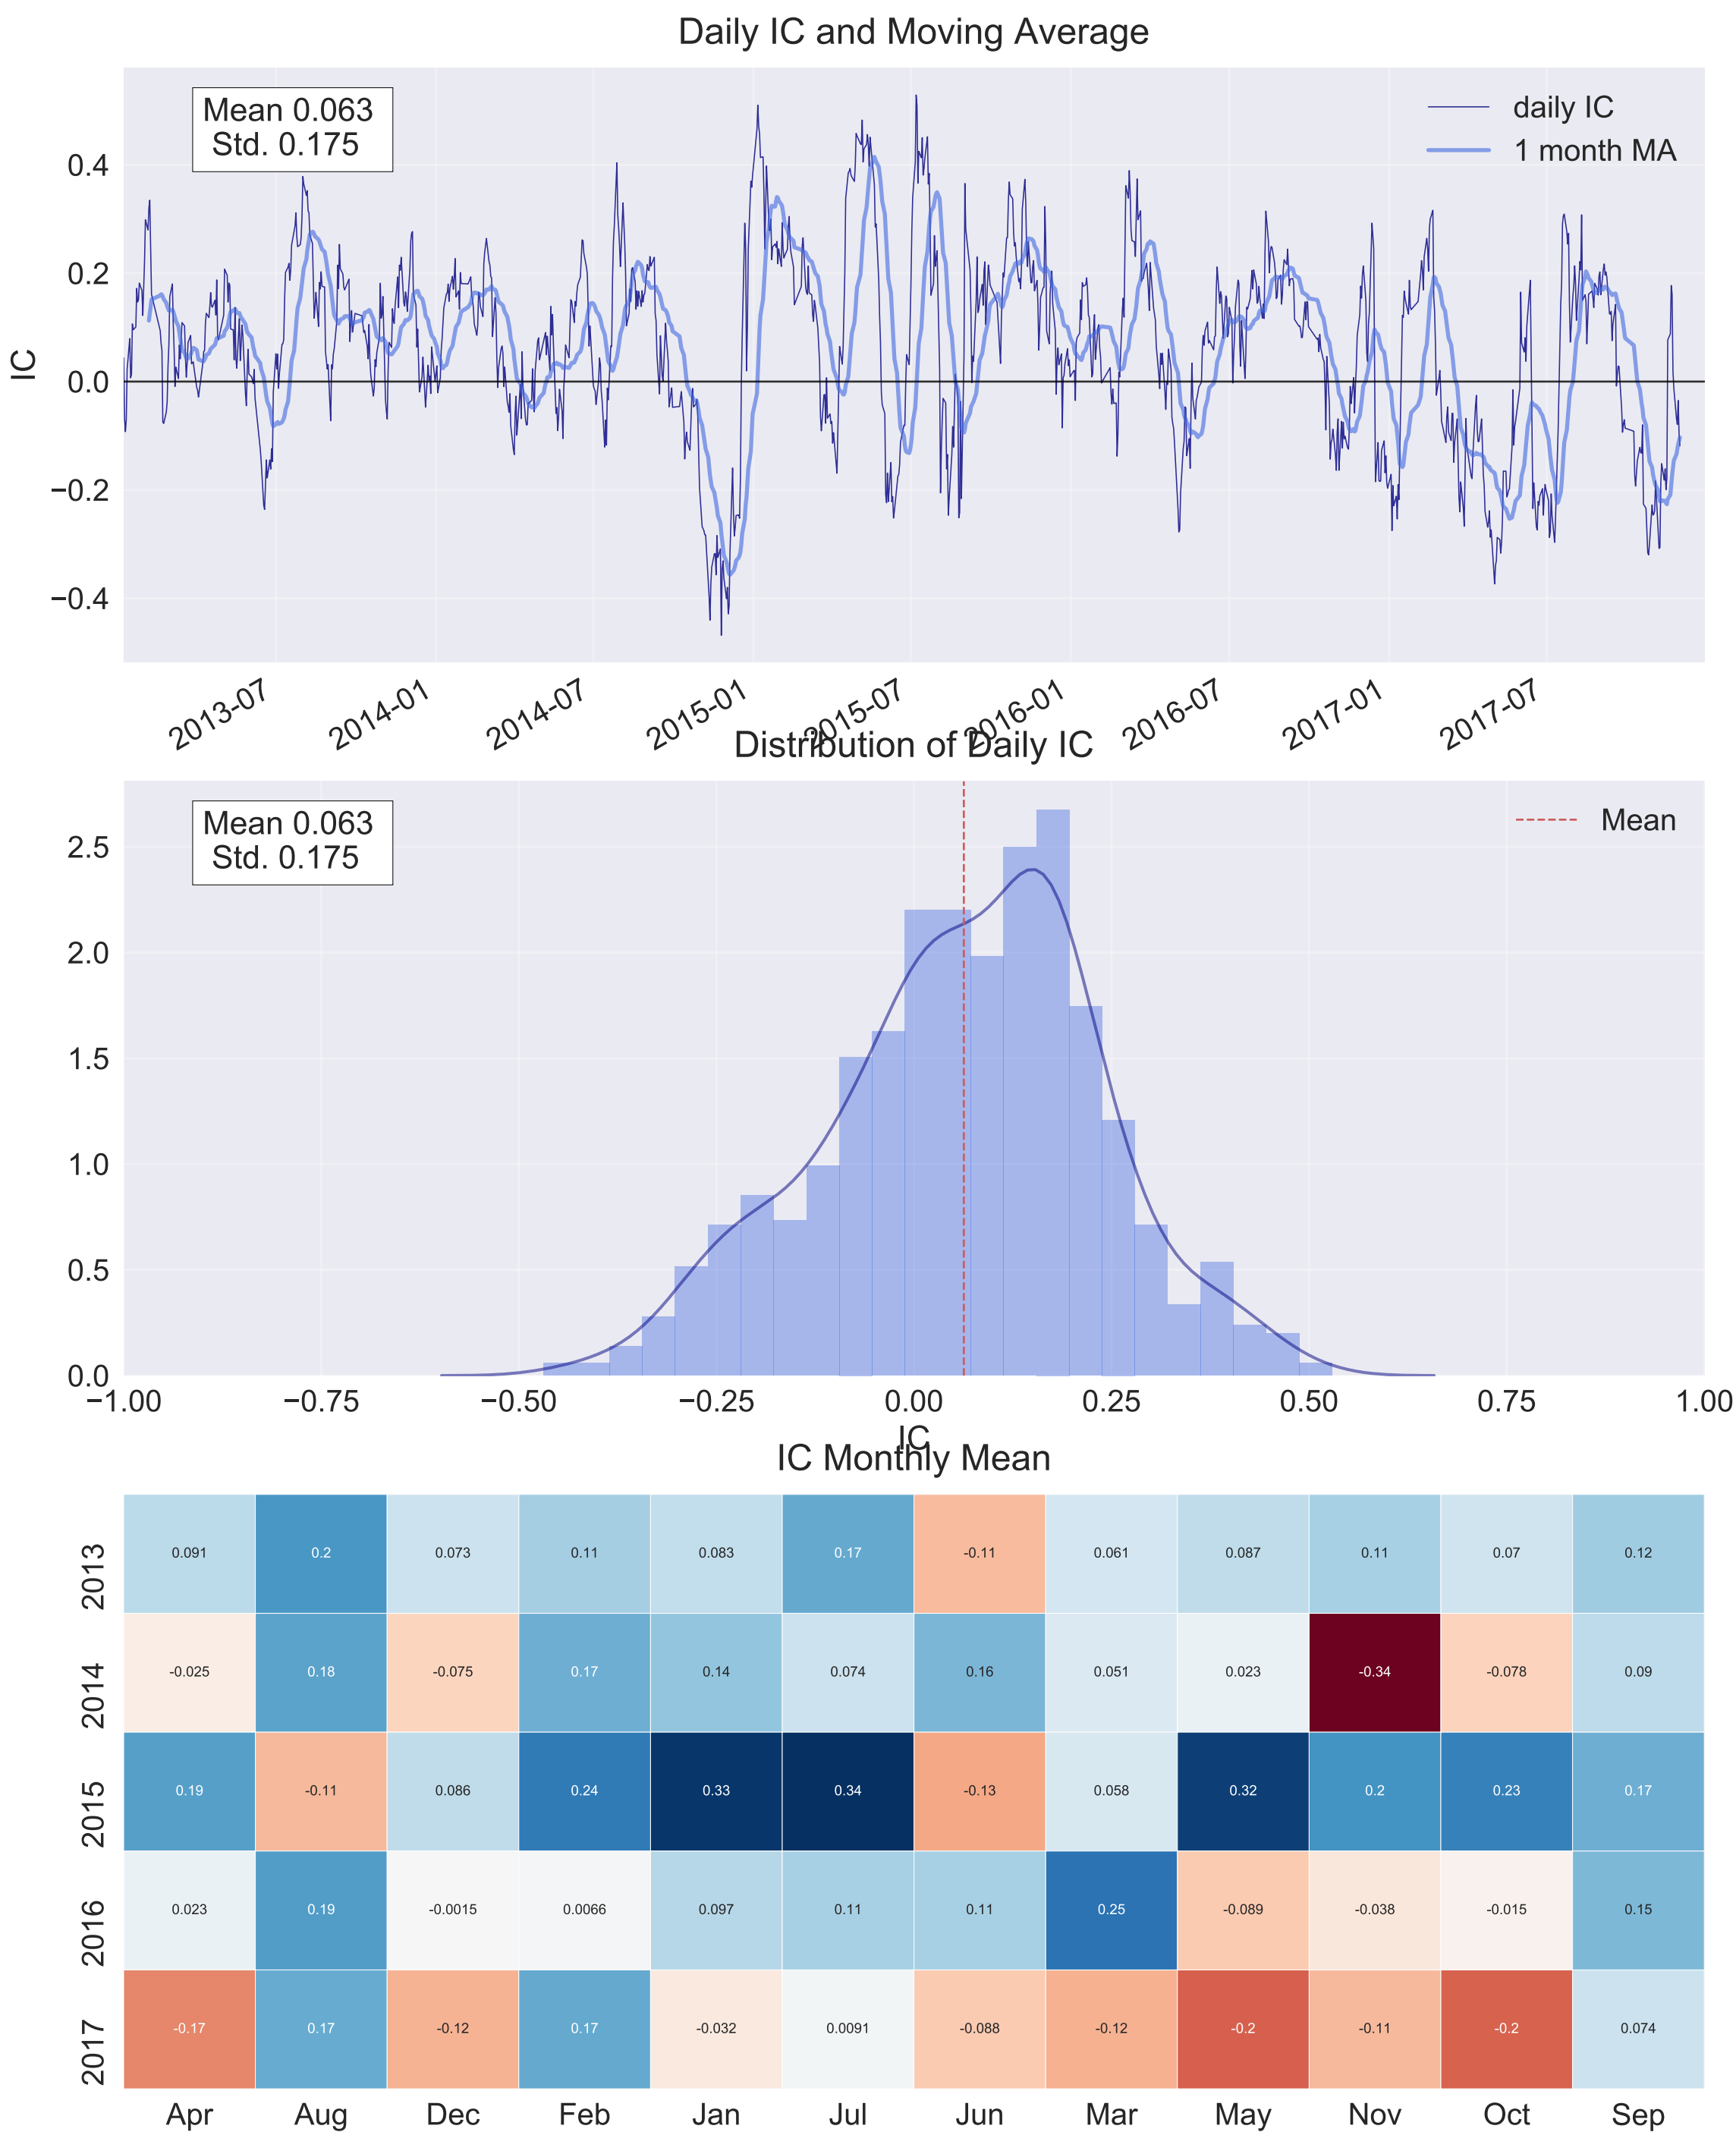 Daily IC and Moving Average
Mean 0.063
Std. 0.175
daily IC
1 month MA
IC
0.4
0.2
0.0
−0.2
−0.4
2013-07
2014-01
2014-07
2015-01
2015-07
2016-01
2016-07
2017-01
2017-07
Distribution of Daily IC
Mean 0.063
Std. 0.175
Mean
2.5
2.0
1.5
1.0
0.5
0.0
−1.00 −0.75 −0.50 −0.25 0.00 0.25 0.50 0.75 1.00
IC
IC Monthly Mean
2013 0.091 0.2 0.073 0.11 0.083 0.17 -0.11 0.061 0.087 0.11 0.07 0.12
2014 -0.025 0.18 -0.075 0.17 0.14 0.074 0.16 0.051 0.023 -0.34 -0.078 0.09
2015 0.19 -0.11 0.086 0.24 0.33 0.34 -0.13 0.058 0.32 0.2 0.23 0.17
2016 0.023 0.19 -0.0015 0.0066 0.097 0.11 0.11 0.25 -0.089 -0.038 -0.015 0.15
2017 -0.17 0.17 -0.12 0.17 -0.032 0.0091 -0.088 -0.12 -0.2 -0.11 -0.2 0.074
Apr Aug Dec Feb Jan Jul Jun Mar May Nov Oct Sep